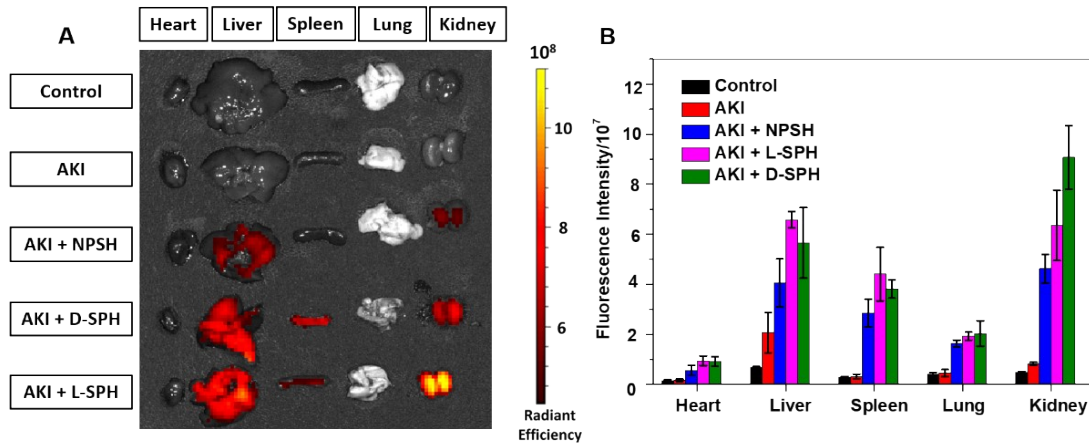 A
Heart Liver Spleen Lung Kidney
Control
AKI
AKI + NPSH
AKI + D-SPH
AKI + L-SPH
10⁸
10
8
6
Radiant
Efficiency
B
Fluorescence Intensity/10⁷
12
10
8
6
4
2
0
Control
AKI
AKI + NPSH
AKI + L-SPH
AKI + D-SPH
Heart Liver Spleen Lung Kidney